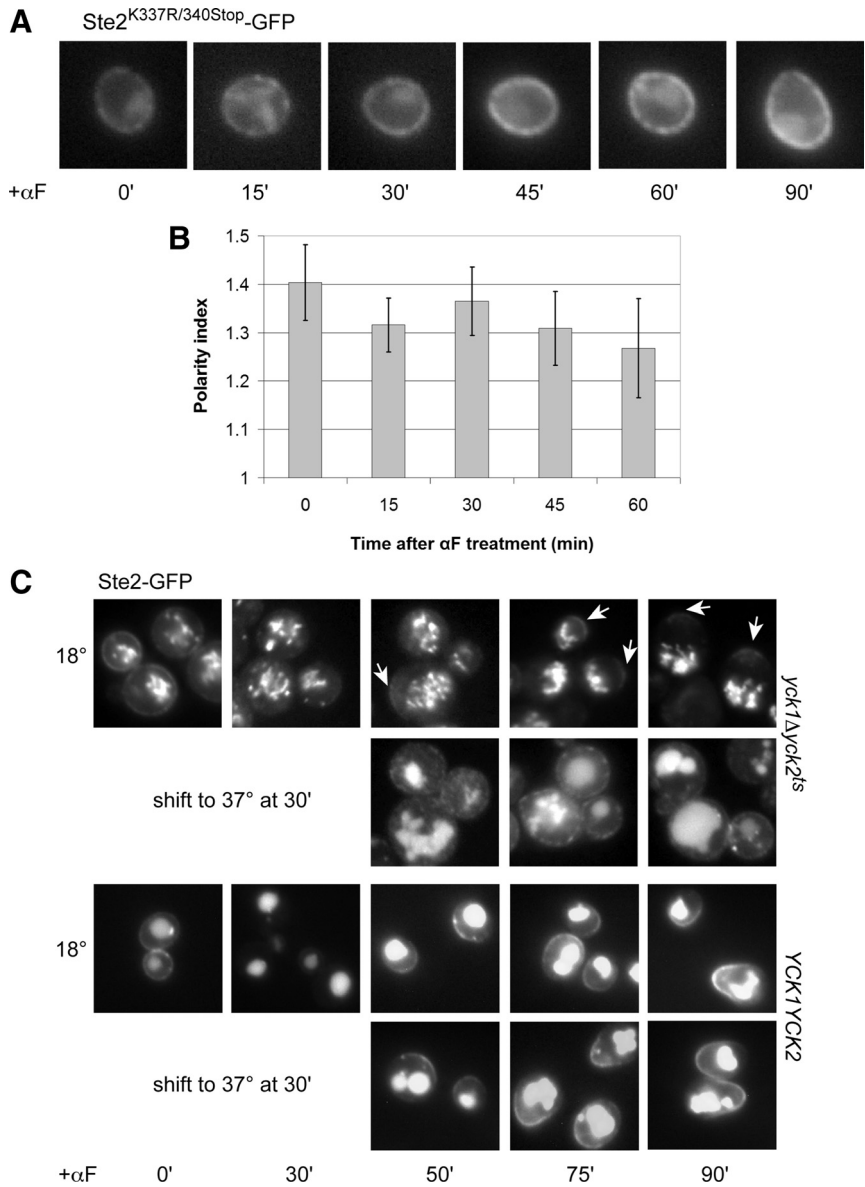 A
Ste2K337R/340Stop-GFP
+αF 0' 15' 30' 45' 60' 90'
B
Polarity index
1.5
1.4
1.3
1.2
1.1
1
0 15 30 45 60
Time after αF treatment (min)
C
Ste2-GFP
18°
yck1Δyck2ts
shift to 37° at 30'
18°
YCK1YCK2
shift to 37° at 30'
+αF 0' 30' 50' 75' 90'